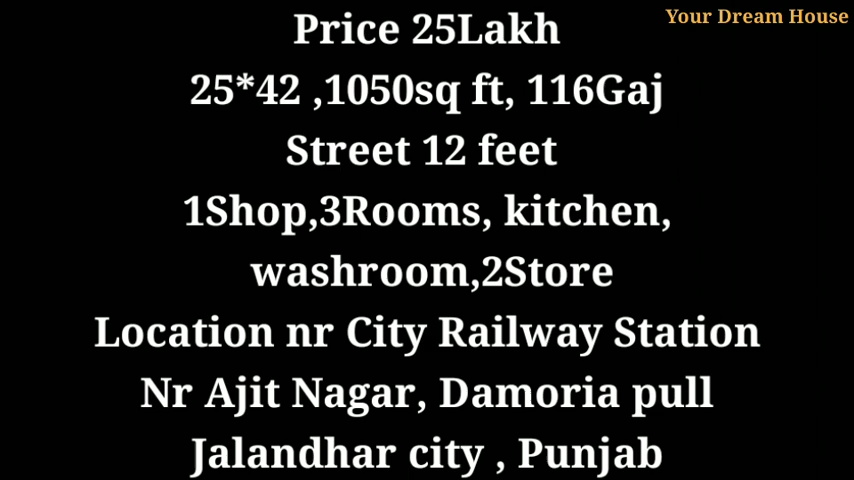 Your Dream House
Price 25Lakh
25*42 ,1050sq ft, 116Gaj
Street 12 feet
1Shop,3Rooms, kitchen,
washroom,2Store
Location nr City Railway Station
Nr Ajit Nagar, Damoria pull
Jalandhar city , Punjab